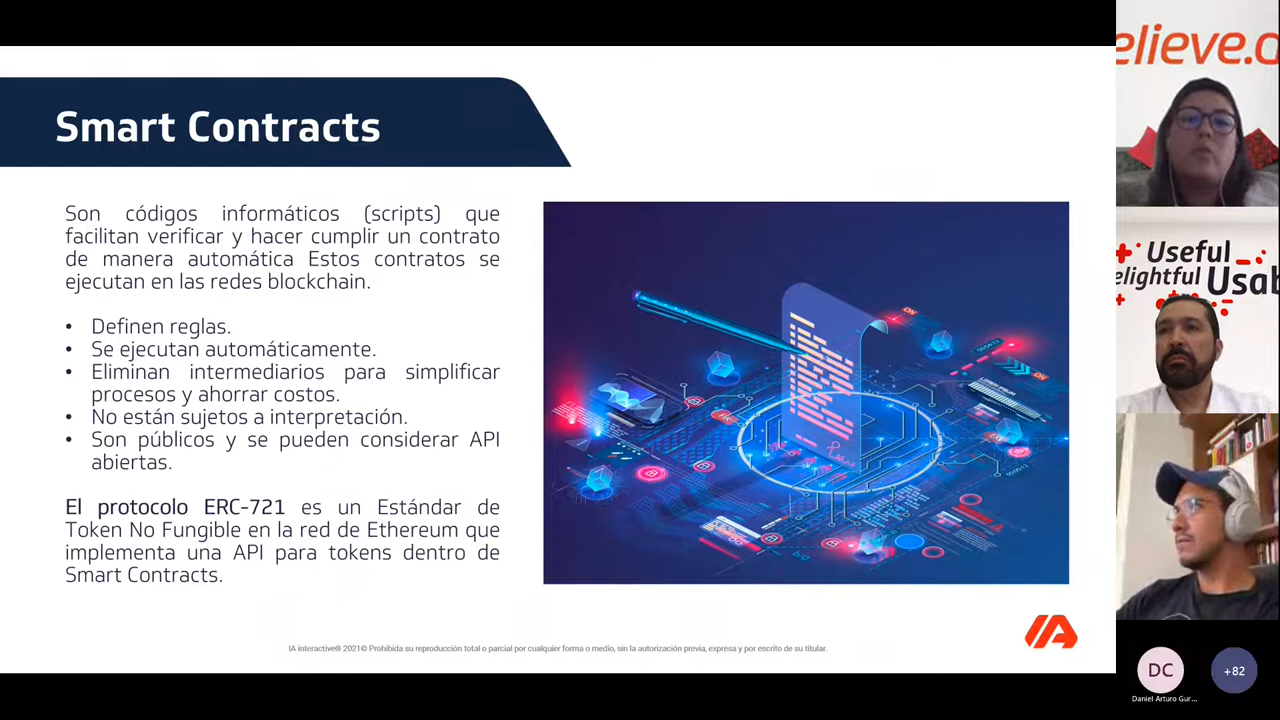 Smart Contracts
Son códigos informáticos (scripts) que
facilitan verificar y hacer cumplir un contrato
de manera automática Estos contratos se
ejecutan en las redes blockchain.
• Definen reglas.
• Se ejecutan automáticamente.
• Eliminan intermediarios para simplificar
procesos y ahorrar costos.
• No están sujetos a interpretación.
• Son públicos y se pueden considerar API
abiertas.
El protocolo ERC-721 es un Estándar de
Token No Fungible en la red de Ethereum que
implementa una API para tokens dentro de
Smart Contracts.
ON
ON
IA
IA interactive® 2021© Prohibida su reproducción total o parcial por cualquier forma o medio, sin la autorización previa, expresa y por escrito de su titular.
elieve.
Useful
elightful Usab
DC
+82
Daniel Arturo Gur...